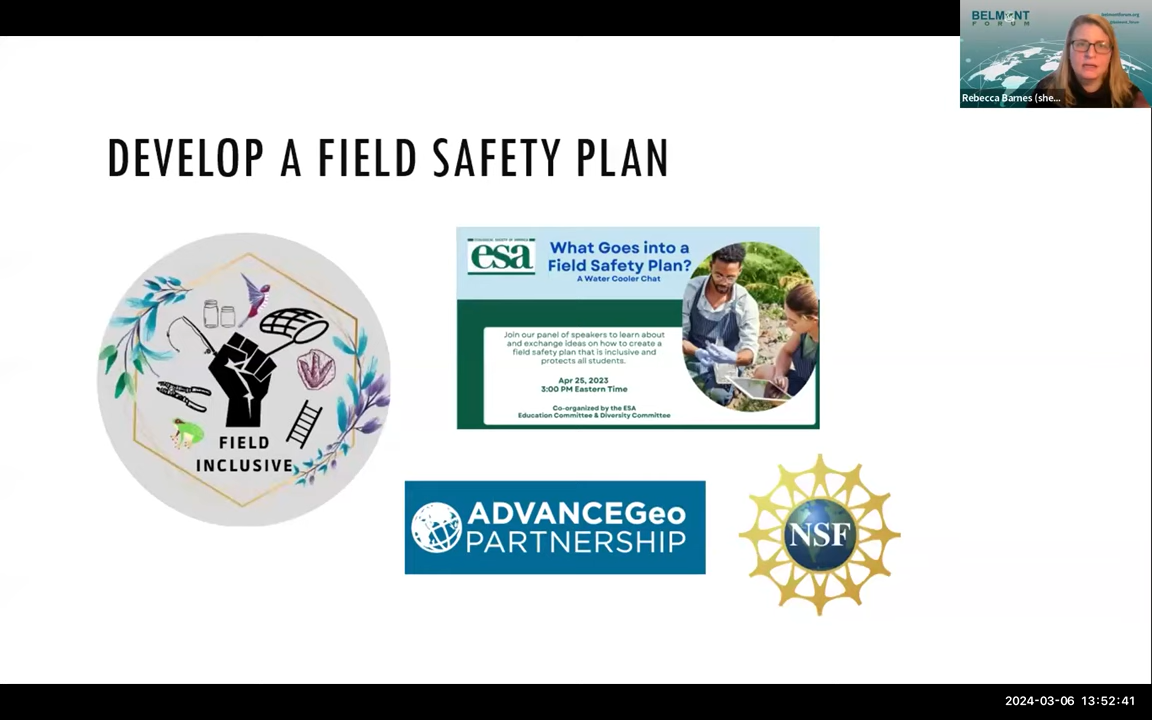 BELMONT
FORUM
belmontforum.org
Rebecca Barnes (she...
DEVELOP A FIELD SAFETY PLAN
FIELD
INCLUSIVE
ECOLOGICAL SOCIETY OF AMERICA
esa
What Goes into a
Field Safety Plan?
A Water Cooler Chat
Join our panel of speakers to learn about
and exchange ideas on how to create a
field safety plan that is inclusive and
protects all students.
Apr 25, 2023
3:00 PM Eastern Time
Co-organized by the ESA
Education Committee & Diversity Committee
ADVANCEGeo
PARTNERSHIP
NSF
2024-03-06 13:52:41